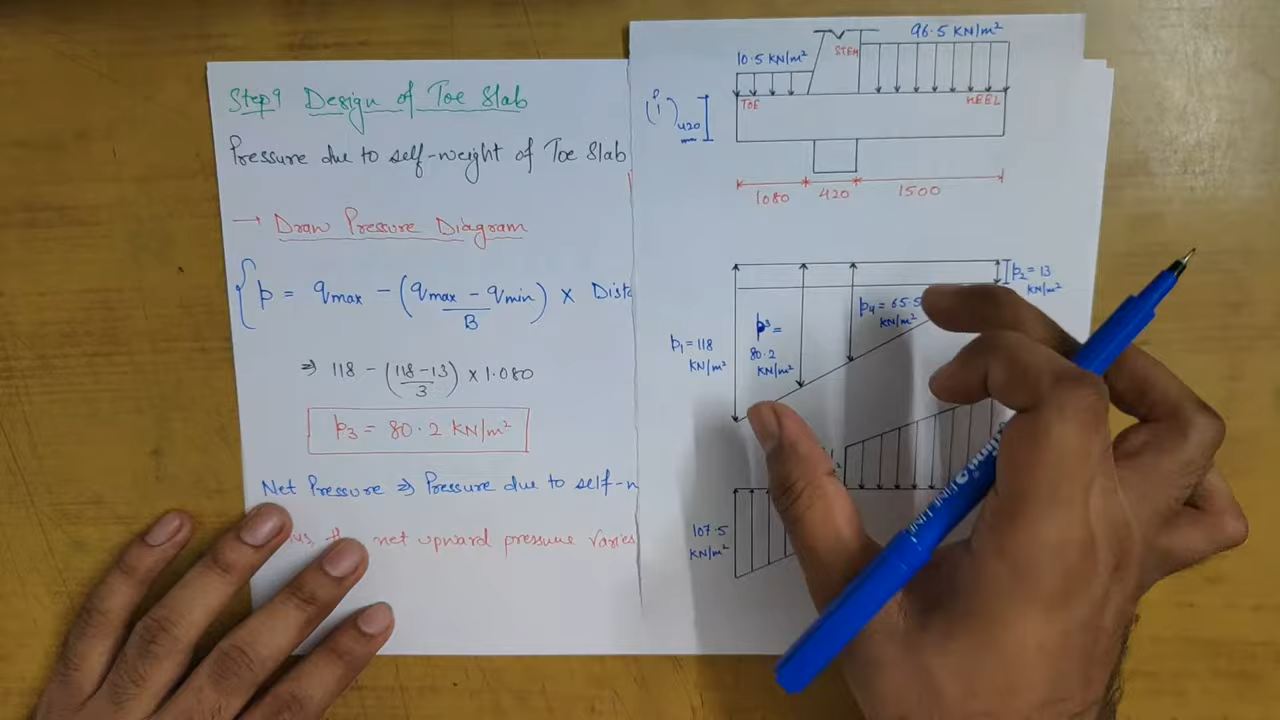 Step9 Design of Toe Slab
Pressure due to self-weight of Toe Slab
→ Draw Pressure Diagram
{ p = qmax - (qmax - qmin / B) × Dista
⇒ 118 - (118-13 / 3) × 1.080
p3 = 80.2 KN/m²
Net Pressure ⇒ Pressure due to self-w
net upward pressure varies
96.5 KN/m²
10.5 KN/m²
STEM
(i)
420
TOE
HEEL
1080
420
1500
p1 = 118
KN/m²
p3 =
80.2
KN/m²
p4 = 65.5
KN/m²
p2 = 13
KN/m²
107.5
KN/m²
FINE LINE